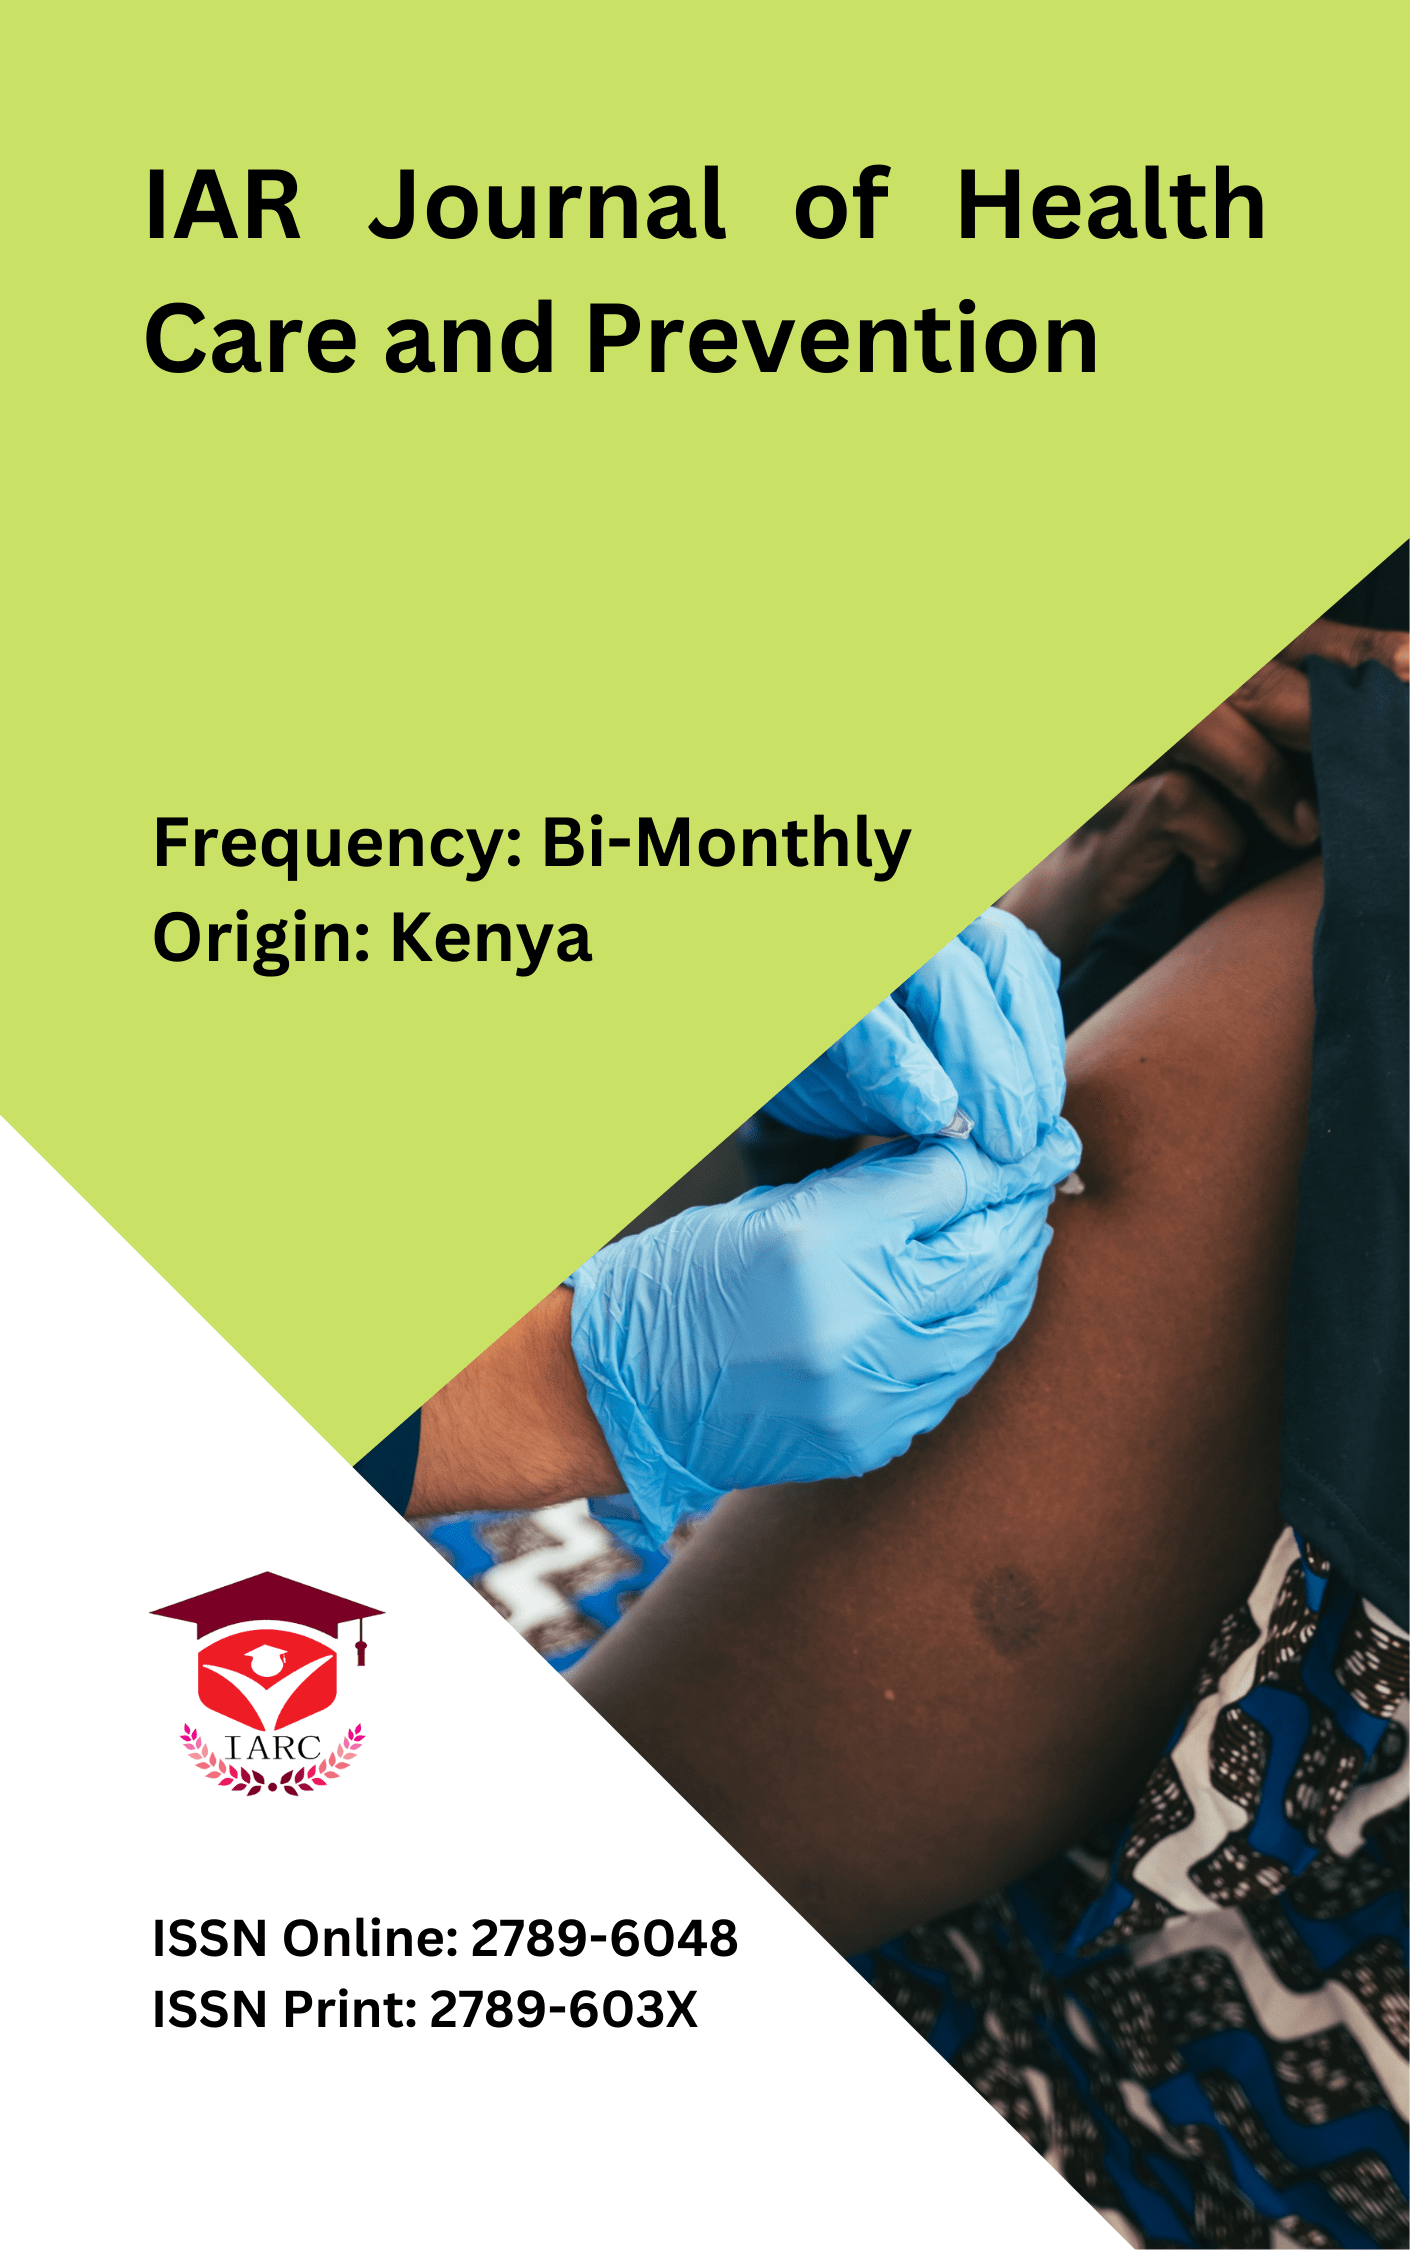 IAR Journal of Health
Care and Prevention
Frequency: Bi-Monthly
Origin: Kenya
IARC
ISSN Online: 2789-6048
ISSN Print: 2789-603X